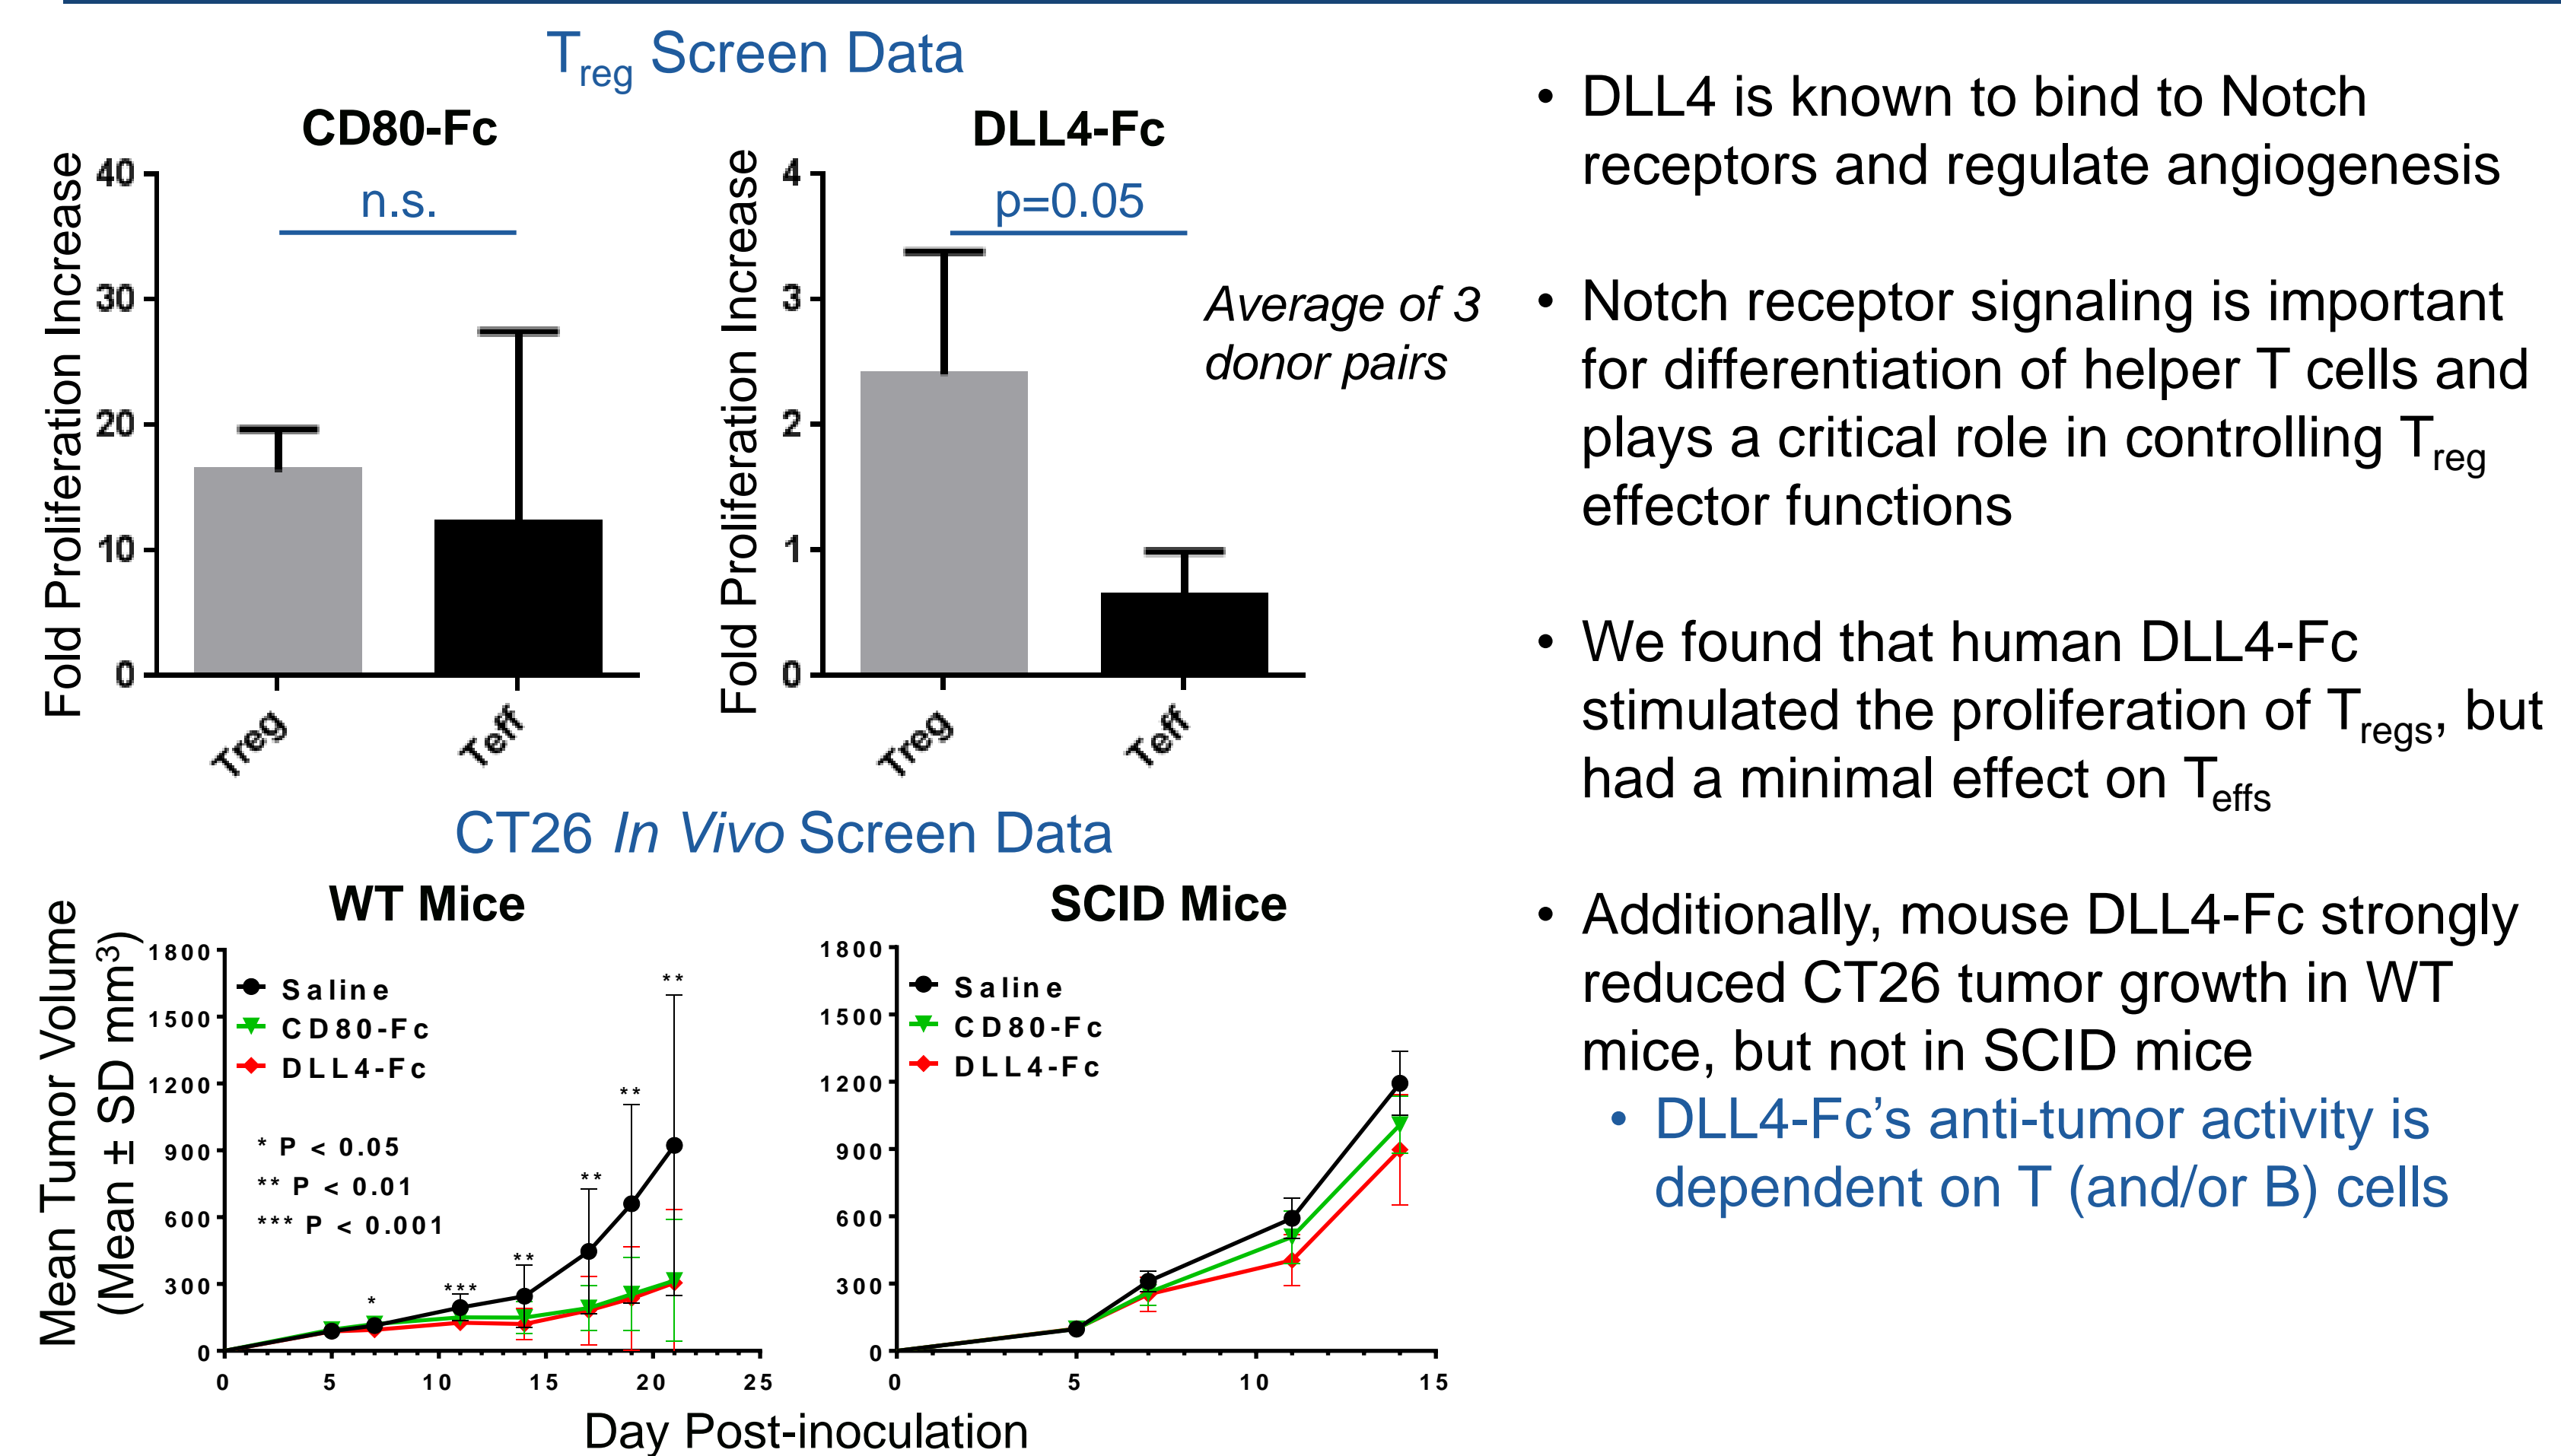 Treg Screen Data
CD80-Fc
Fold Proliferation Increase
40
30
20
10
0
n.s.
Treg
Teff
DLL4-Fc
Fold Proliferation Increase
4
3
2
1
0
p=0.05
Treg
Teff
Average of 3
donor pairs
CT26 In Vivo Screen Data
Mean Tumor Volume
(Mean ± SD mm³)
WT Mice
1800
1500
1200
900
600
300
0
Saline
CD80-Fc
DLL4-Fc
* P < 0.05
** P < 0.01
*** P < 0.001
*
***
**
**
**
**
0 5 10 15 20 25
SCID Mice
1800
1500
1200
900
600
300
0
Saline
CD80-Fc
DLL4-Fc
0 5 10 15
Day Post-inoculation
• DLL4 is known to bind to Notch
receptors and regulate angiogenesis
• Notch receptor signaling is important
for differentiation of helper T cells and
plays a critical role in controlling Treg
effector functions
• We found that human DLL4-Fc
stimulated the proliferation of Tregs, but
had a minimal effect on Teffs
• Additionally, mouse DLL4-Fc strongly
reduced CT26 tumor growth in WT
mice, but not in SCID mice
• DLL4-Fc’s anti-tumor activity is
dependent on T (and/or B) cells